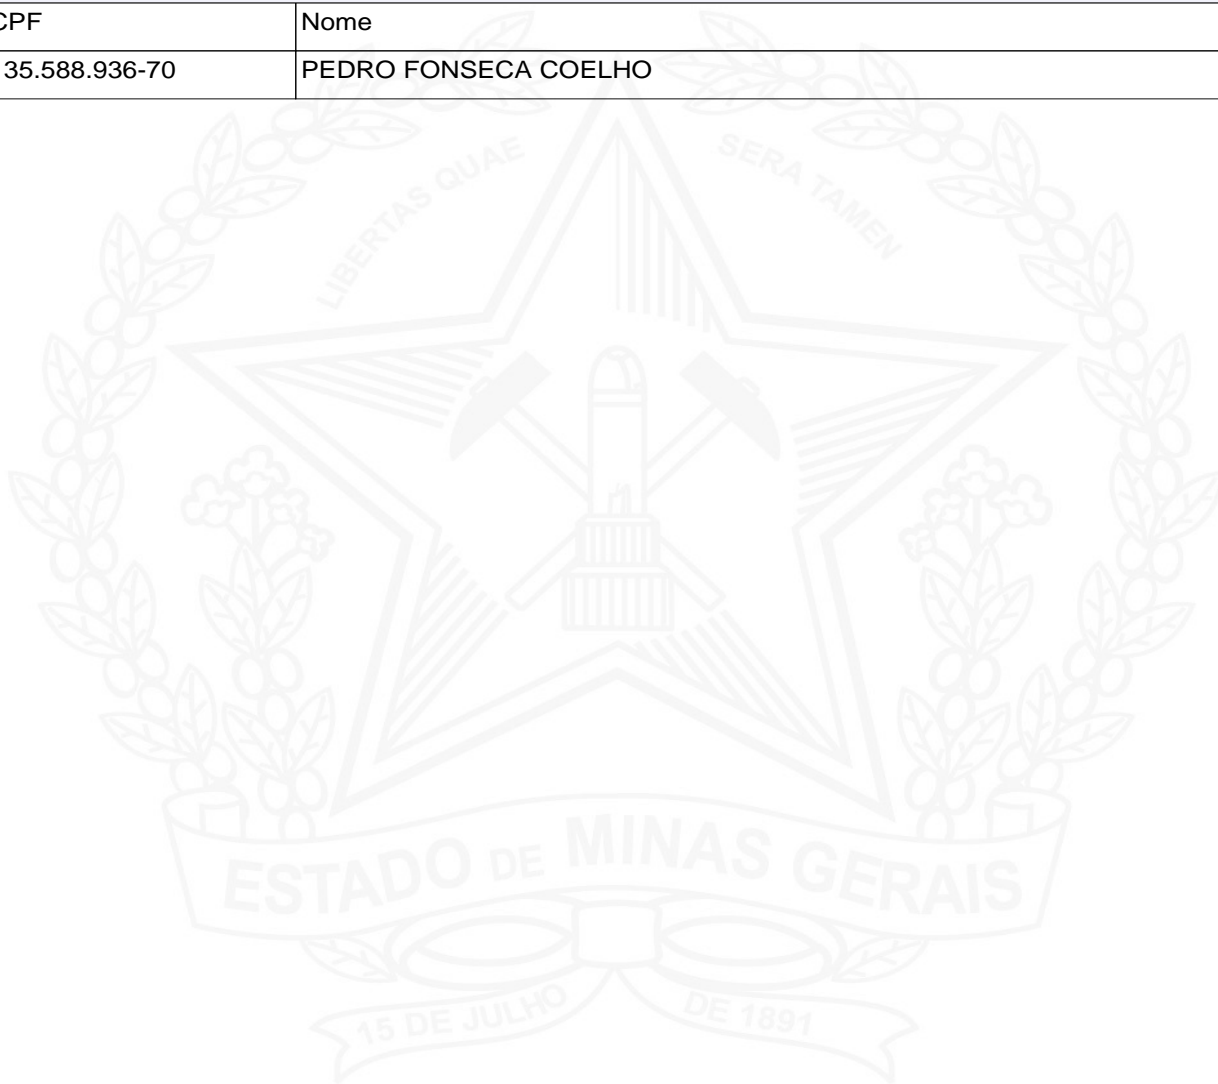 CPF Nome
35.588.936-70 PEDRO FONSECA COELHO
LIBERTAS QUAE SERA TAMEN
ESTADO DE MINAS GERAIS
15 DE JULHO DE 1891